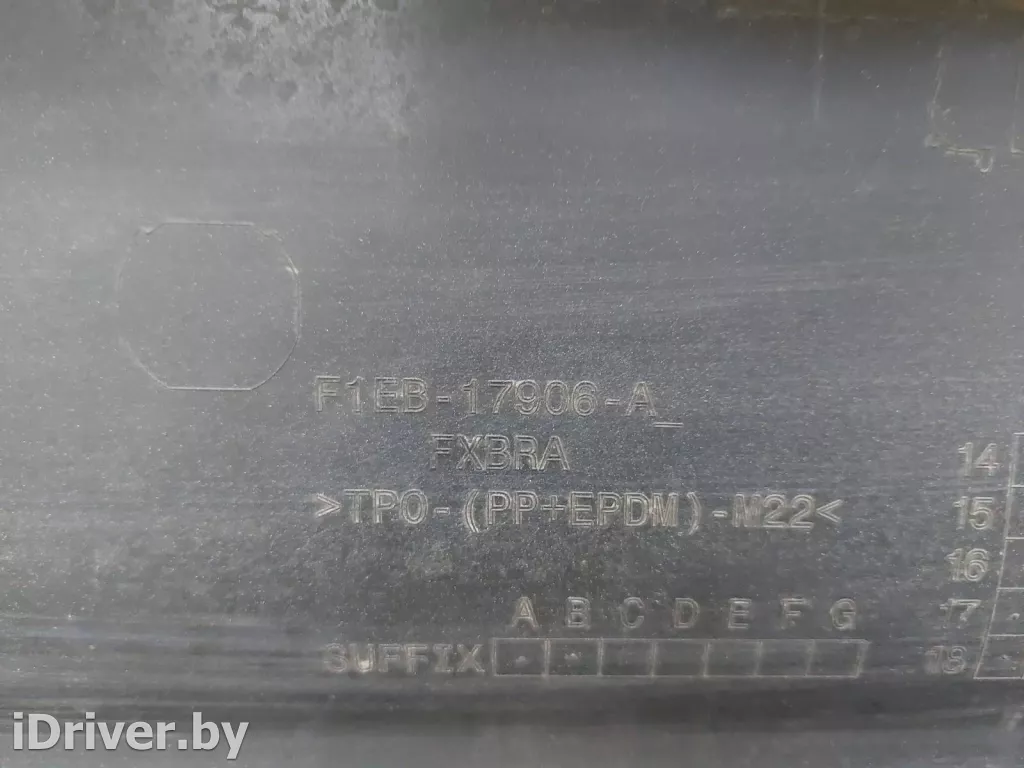 F1EB-17906-A_
FXBRA
>TPO-(PP+EPDM)-M22<
14
15
16
17
18
A B C D E F G
SUFFIX
iDriver.by